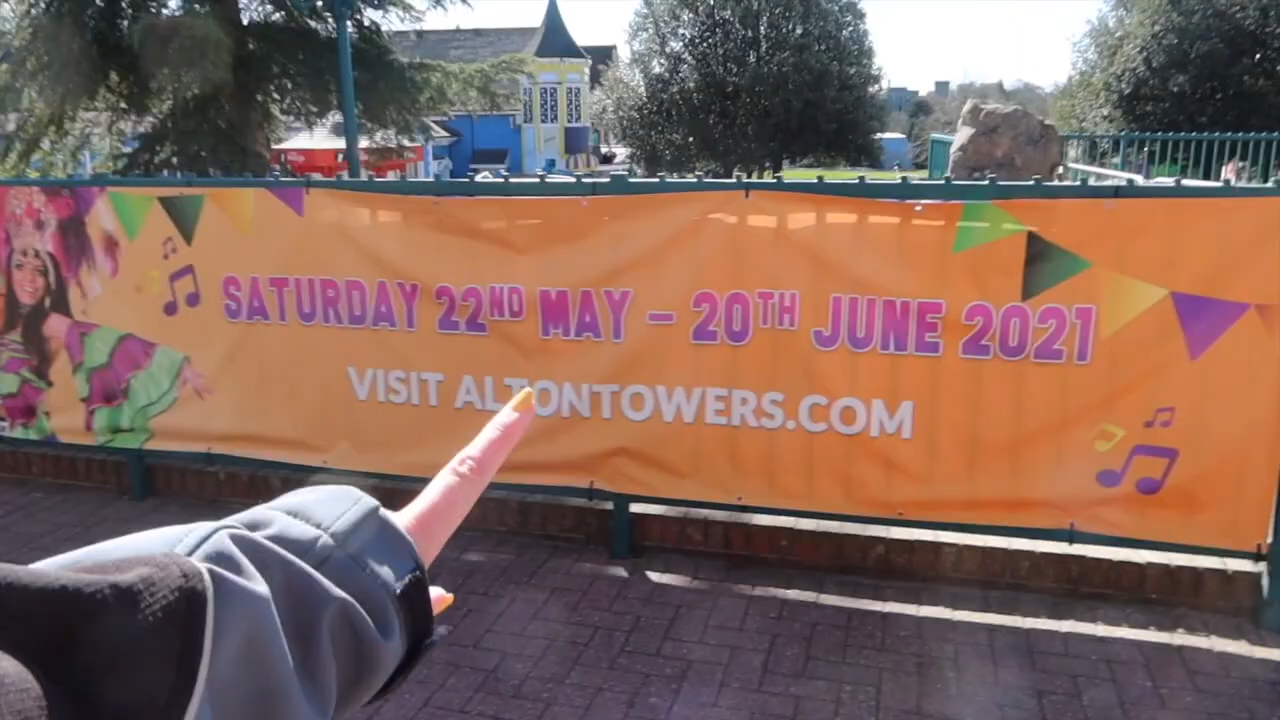 SATURDAY 22ND MAY – 20TH JUNE 2021
VISIT ALTONTOWERS.COM